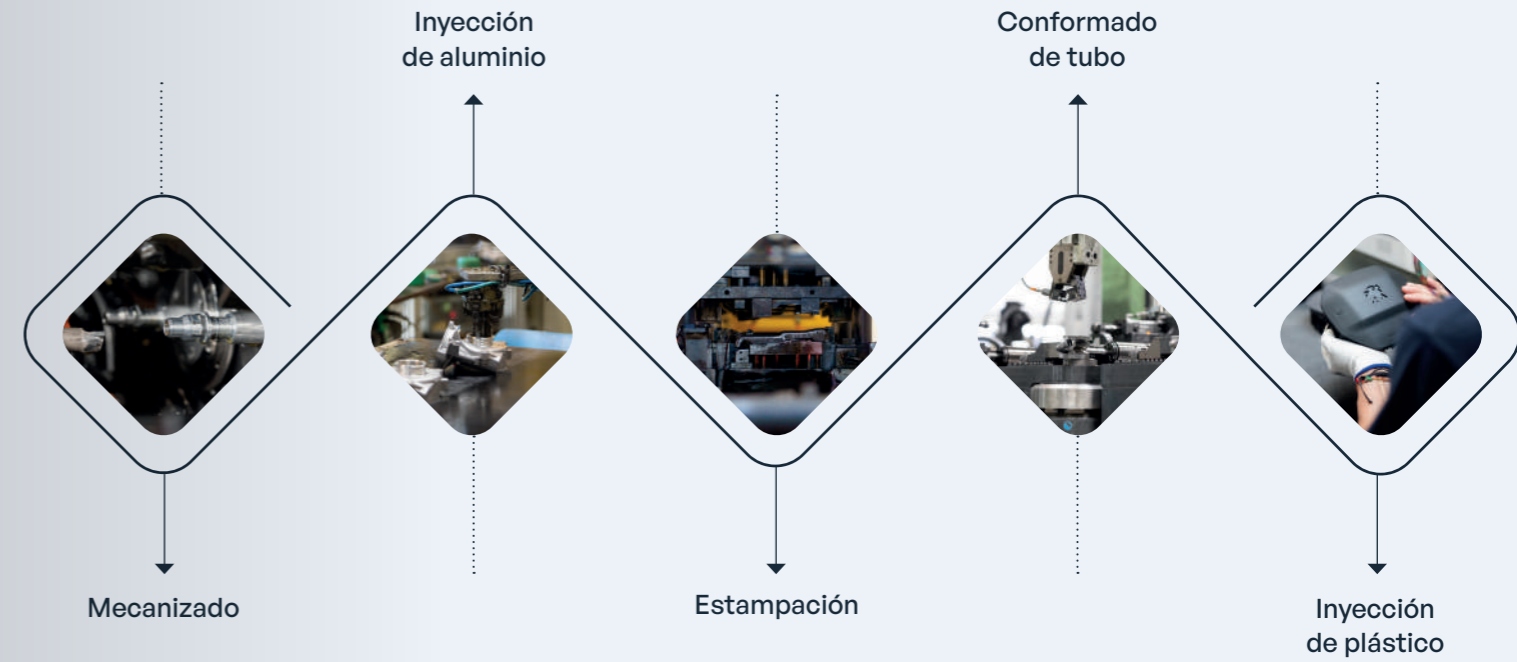 Inyección
de aluminio
Conformado
de tubo
Mecanizado
Estampación
Inyección
de plástico